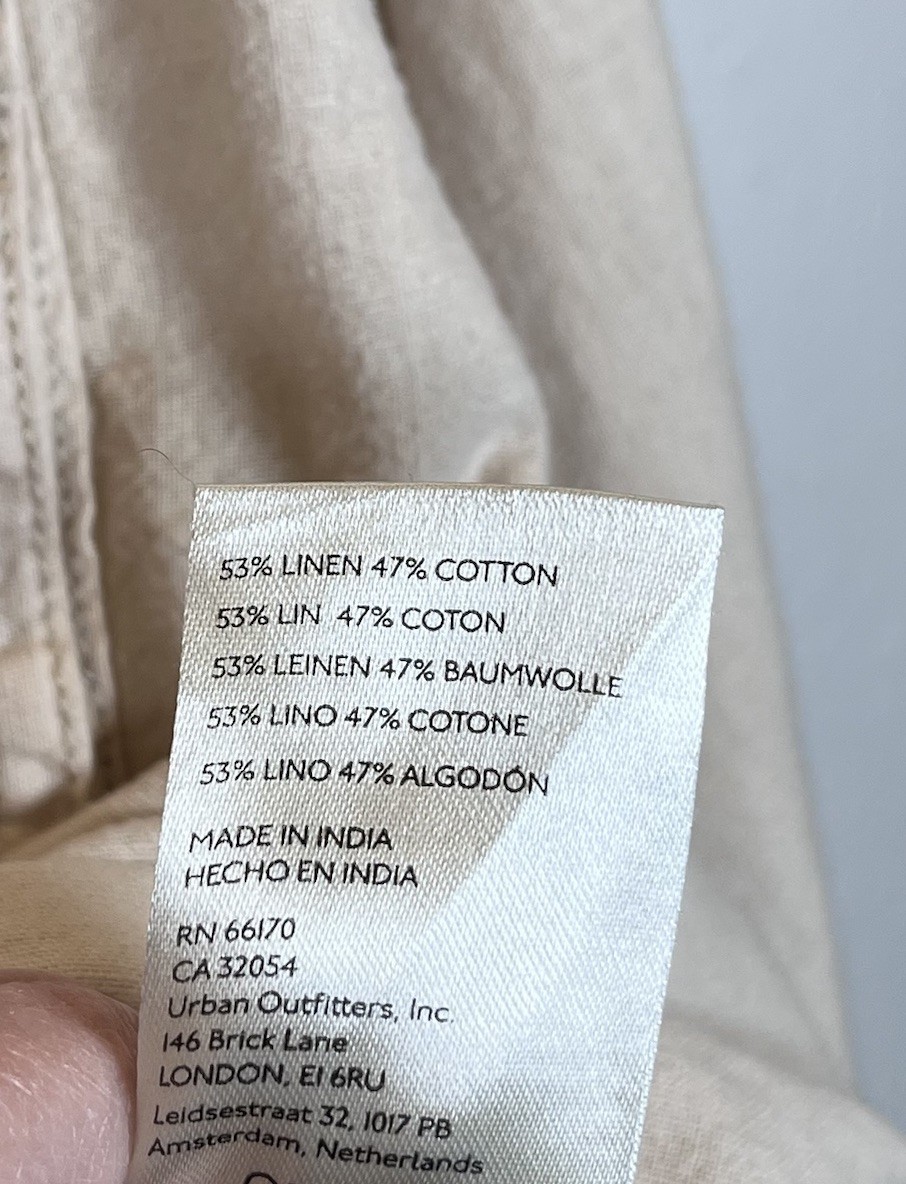 53% LINEN 47% COTTON
53% LIN 47% COTON
53% LEINEN 47% BAUMWOLLE
53% LINO 47% COTONE
53% LINO 47% ALGODÓN
MADE IN INDIA
HECHO EN INDIA
RN 66170
CA 32054
Urban Outfitters, Inc.
146 Brick Lane
LONDON, E1 6RU
Leidsestraat 32, 1017 PB
Amsterdam, Netherlands